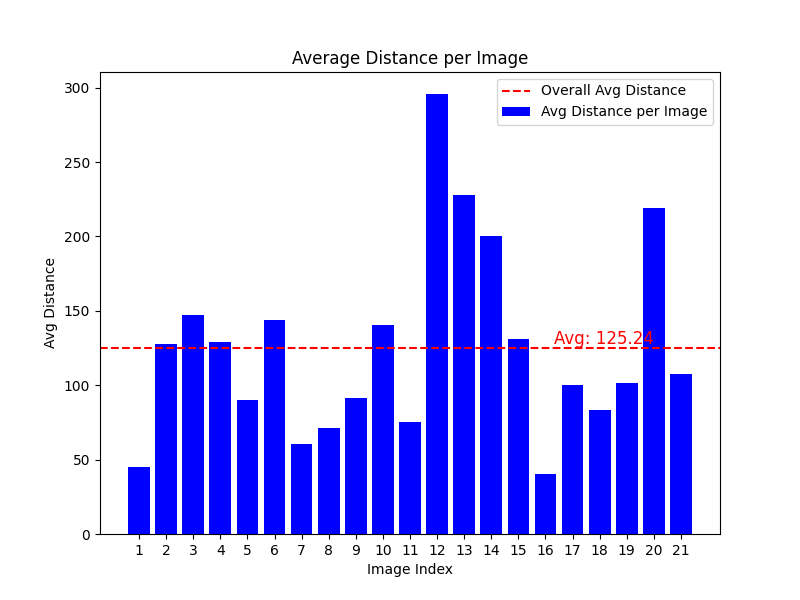 Average Distance per Image
Overall Avg Distance
Avg Distance per Image
300
250
200
150
100
50
0
Avg Distance
Avg: 125.24
1 2 3 4 5 6 7 8 9 10 11 12 13 14 15 16 17 18 19 20 21
Image Index